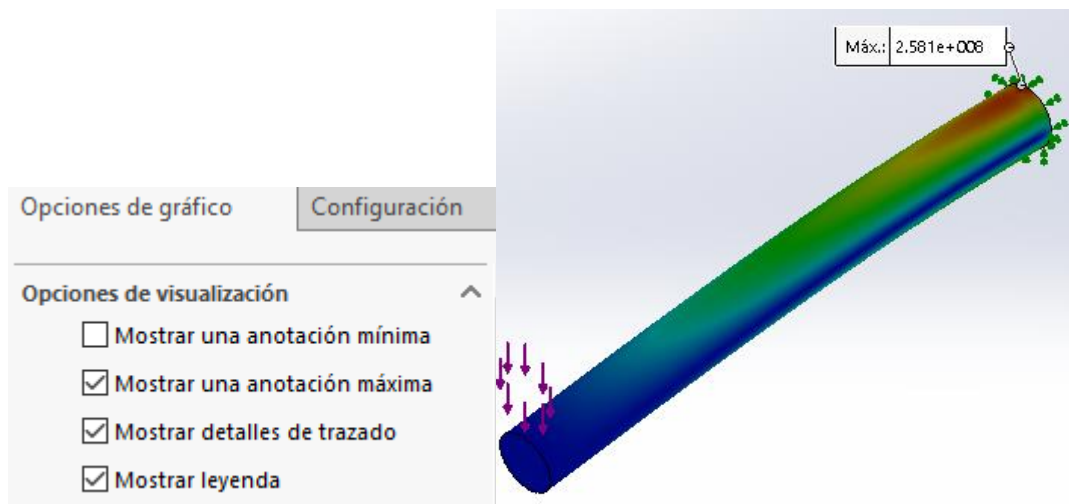 Máx.: 2.581e+008
Opciones de gráfico
Configuración
Opciones de visualización
Mostrar una anotación mínima
Mostrar una anotación máxima
Mostrar detalles de trazado
Mostrar leyenda